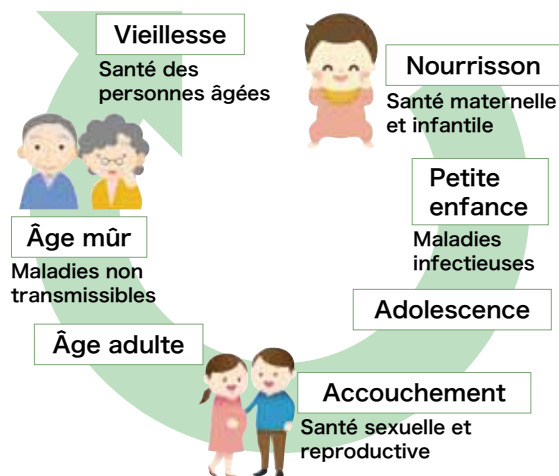 Vieillesse
Santé des
personnes âgées
Nourrisson
Santé maternelle
et infantile
Petite
enfance
Maladies
infectieuses
Adolescence
Accouchement
Santé sexuelle et
reproductive
Âge adulte
Âge mûr
Maladies non
transmissibles